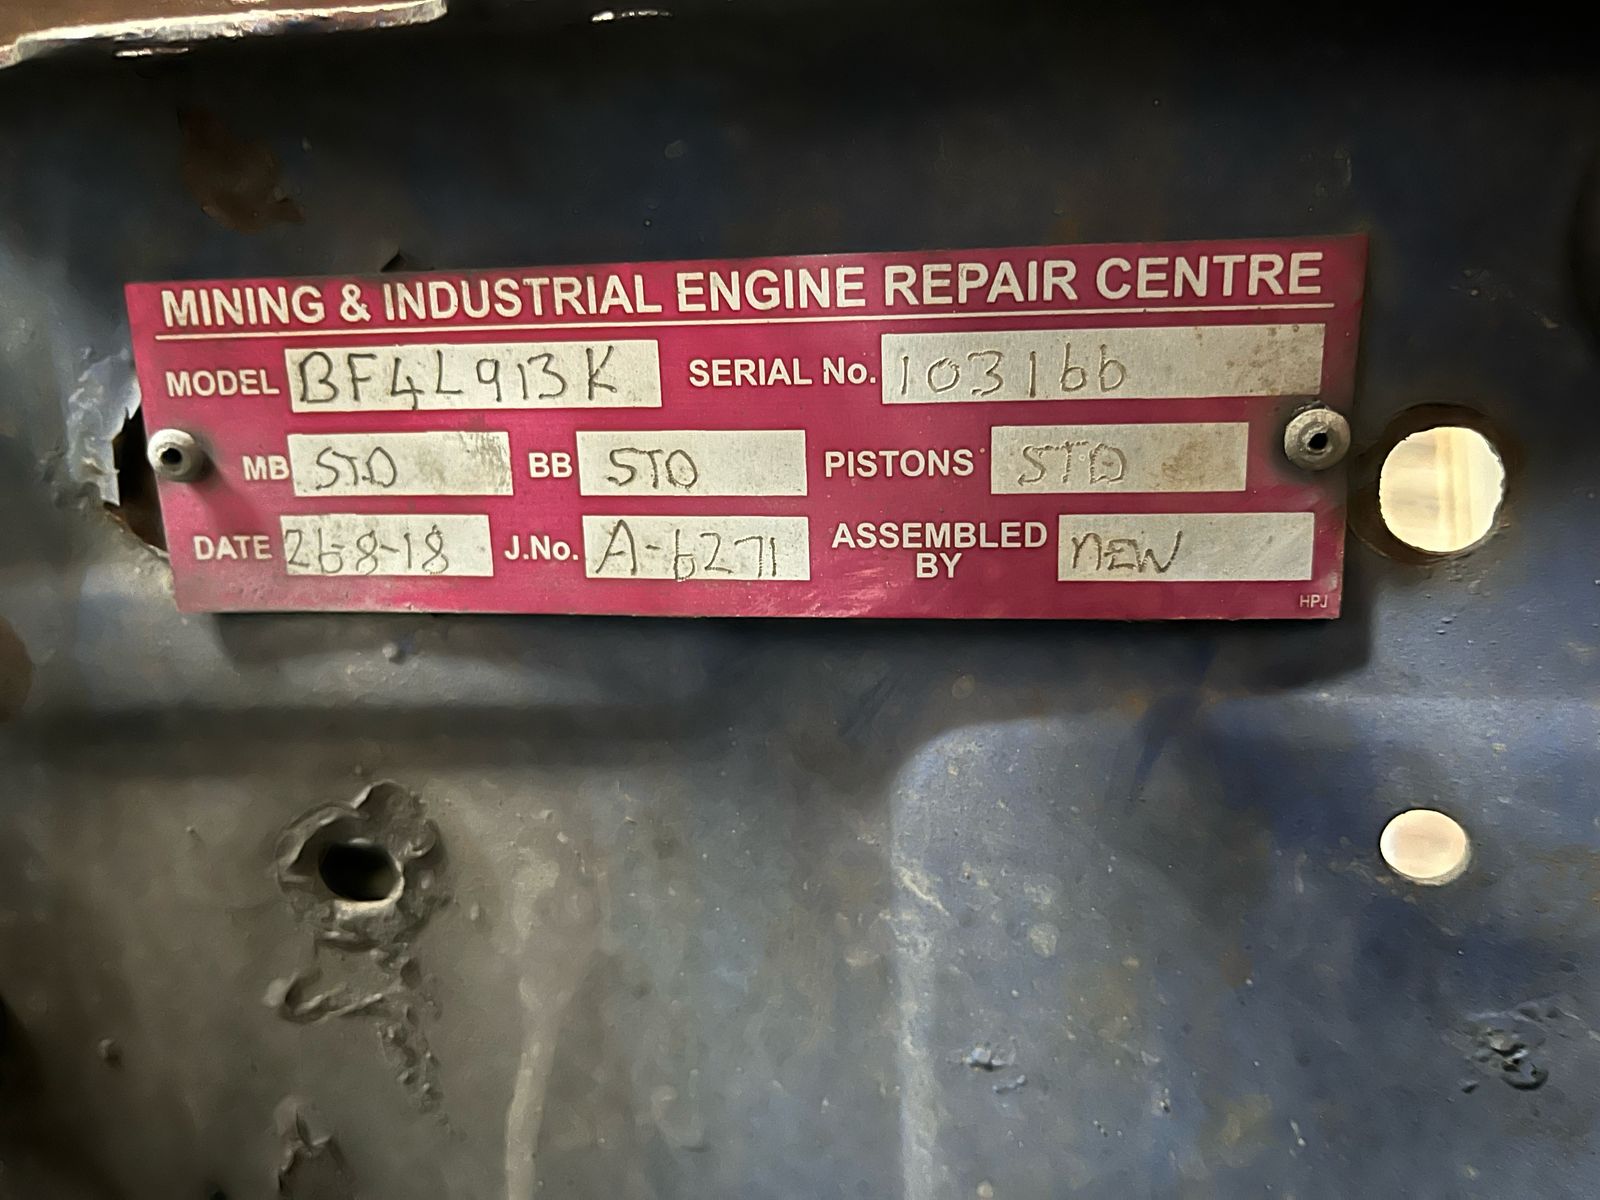 MINING & INDUSTRIAL ENGINE REPAIR CENTRE
MODEL BF4L913K SERIAL No. 103166
MB STD BB STD PISTONS STD
DATE 26-8-18 J.No. A-6271 ASSEMBLED BY NEW
HPJ